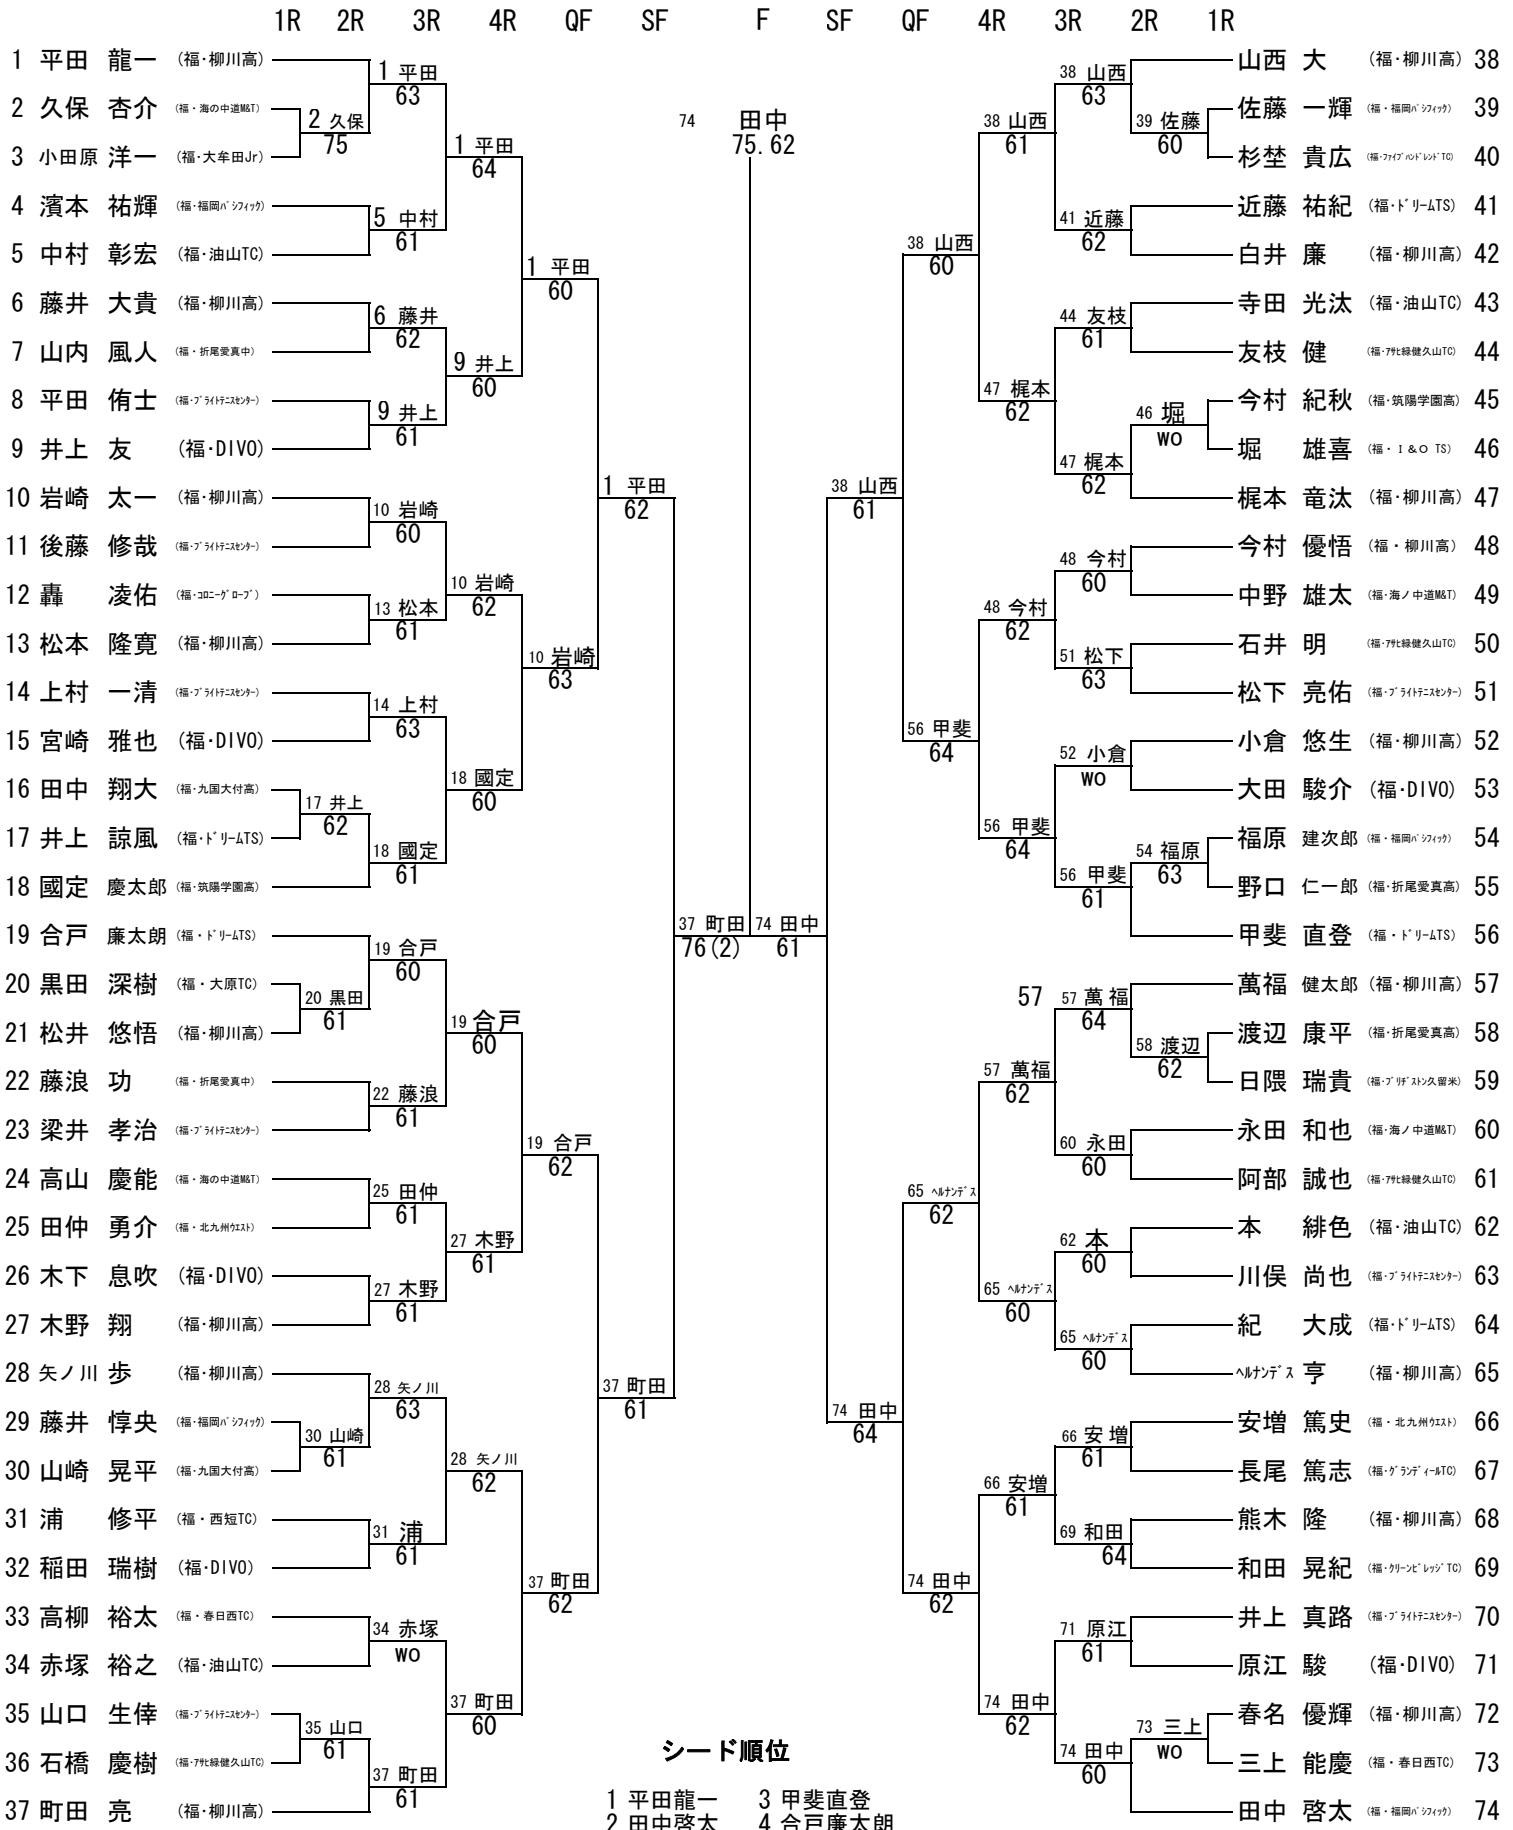 1R 2R 3R 4R QF SF F SF QF 4R 3R 2R 1R
1 平田 龍一 (福・柳川高)
2 久保 杏介 (福・海の中道M&T)
3 小田原 洋一 (福・大牟田Jr)
4 濱本 祐輝 (福・福岡パシフィック)
5 中村 彰宏 (福・油山TC)
6 藤井 大貴 (福・柳川高)
7 山内 風人 (福・折尾愛真中)
8 平田 侑士 (福・ブライトテニスセンター)
9 井上 友 (福・DIVO)
10 岩崎 太一 (福・柳川高)
11 後藤 修哉 (福・ブライトテニスセンター)
12 轟 凌佑 (福・コロニーグローブ)
13 松本 隆寛 (福・柳川高)
14 上村 一清 (福・ブライトテニスセンター)
15 宮崎 雅也 (福・DIVO)
16 田中 翔大 (福・九国大付高)
17 井上 諒風 (福・ドリームTS)
18 國定 慶太郎 (福・筑陽学園高)
19 合戸 廉太朗 (福・ドリームTS)
20 黒田 深樹 (福・大原TC)
21 松井 悠悟 (福・柳川高)
22 藤浪 功 (福・折尾愛真中)
23 梁井 孝治 (福・ブライトテニスセンター)
24 高山 慶能 (福・海の中道M&T)
25 田仲 勇介 (福・北九州ウエスト)
26 木下 息吹 (福・DIVO)
27 木野 翔 (福・柳川高)
28 矢ノ川 歩 (福・柳川高)
29 藤井 惇央 (福・福岡パシフィック)
30 山崎 晃平 (福・九国大付高)
31 浦 修平 (福・西短TC)
32 稲田 瑞樹 (福・DIVO)
33 高柳 裕太 (福・春日西TC)
34 赤塚 裕之 (福・油山TC)
35 山口 生倖 (福・ブライトテニスセンター)
36 石橋 慶樹 (福・アサヒ緑健久山TC)
37 町田 亮 (福・柳川高)
2 久保
75
17 井上
62
20 黒田
61
30 山崎
61
35 山口
61
1 平田
63
5 中村
61
6 藤井
62
9 井上
61
10 岩崎
60
13 松本
61
14 上村
63
18 國定
61
19 合戸
60
22 藤浪
61
25 田仲
61
27 木野
61
28 矢ノ川
63
31 浦
61
34 赤塚
WO
37 町田
61
1 平田
64
9 井上
60
10 岩崎
62
18 國定
60
19 合戸
60
27 木野
61
28 矢ノ川
62
37 町田
60
1 平田
60
10 岩崎
63
19 合戸
62
37 町田
62
1 平田
62
37 町田
61
37 町田
76(2)
74 田中
75.62
74 田中
61
38 山西
61
74 田中
64
38 山西
60
56 甲斐
64
65 ヘルナンデス
62
74 田中
62
38 山西
61
47 梶本
62
48 今村
62
56 甲斐
64
57
57 萬福
62
65 ヘルナンデス
60
66 安増
61
74 田中
62
38 山西
63
41 近藤
62
44 友枝
61
47 梶本
62
48 今村
60
51 松下
63
52 小倉
WO
56 甲斐
61
57 萬福
64
60 永田
60
62 本
60
65 ヘルナンデス
60
66 安増
61
69 和田
64
71 原江
61
74 田中
60
39 佐藤
60
46 堀
WO
54 福原
63
58 渡辺
62
73 三上
WO
山西 大 (福・柳川高) 38
佐藤 一輝 (福・福岡パシフィック) 39
杉埜 貴広 (福・ファイブハンドレッドTC) 40
近藤 祐紀 (福・ドリームTS) 41
白井 廉 (福・柳川高) 42
寺田 光汰 (福・油山TC) 43
友枝 健 (福・アサヒ緑健久山TC) 44
今村 紀秋 (福・筑陽学園高) 45
堀 雄喜 (福・I&O TS) 46
梶本 竜汰 (福・柳川高) 47
今村 優悟 (福・柳川高) 48
中野 雄太 (福・海ノ中道M&T) 49
石井 明 (福・アサヒ緑健久山TC) 50
松下 亮佑 (福・ブライトテニスセンター) 51
小倉 悠生 (福・柳川高) 52
大田 駿介 (福・DIVO) 53
福原 建次郎 (福・福岡パシフィック) 54
野口 仁一郎 (福・折尾愛真高) 55
甲斐 直登 (福・ドリームTS) 56
萬福 健太郎 (福・柳川高) 57
渡辺 康平 (福・折尾愛真高) 58
日隈 瑞貴 (福・ブリヂストン久留米) 59
永田 和也 (福・海ノ中道M&T) 60
阿部 誠也 (福・アサヒ緑健久山TC) 61
本 緋色 (福・油山TC) 62
川俣 尚也 (福・ブライトテニスセンター) 63
紀 大成 (福・ドリームTS) 64
ヘルナンデス 亨 (福・柳川高) 65
安増 篤史 (福・北九州ウエスト) 66
長尾 篤志 (福・グランディールTC) 67
熊木 隆 (福・柳川高) 68
和田 晃紀 (福・グリーンビレッジTC) 69
井上 真路 (福・ブライトテニスセンター) 70
原江 駿 (福・DIVO) 71
春名 優輝 (福・柳川高) 72
三上 能慶 (福・春日西TC) 73
田中 啓太 (福・福岡パシフィック) 74
シード順位
1 平田龍一 3 甲斐直登
2 田中啓太 4 合戸廉太朗